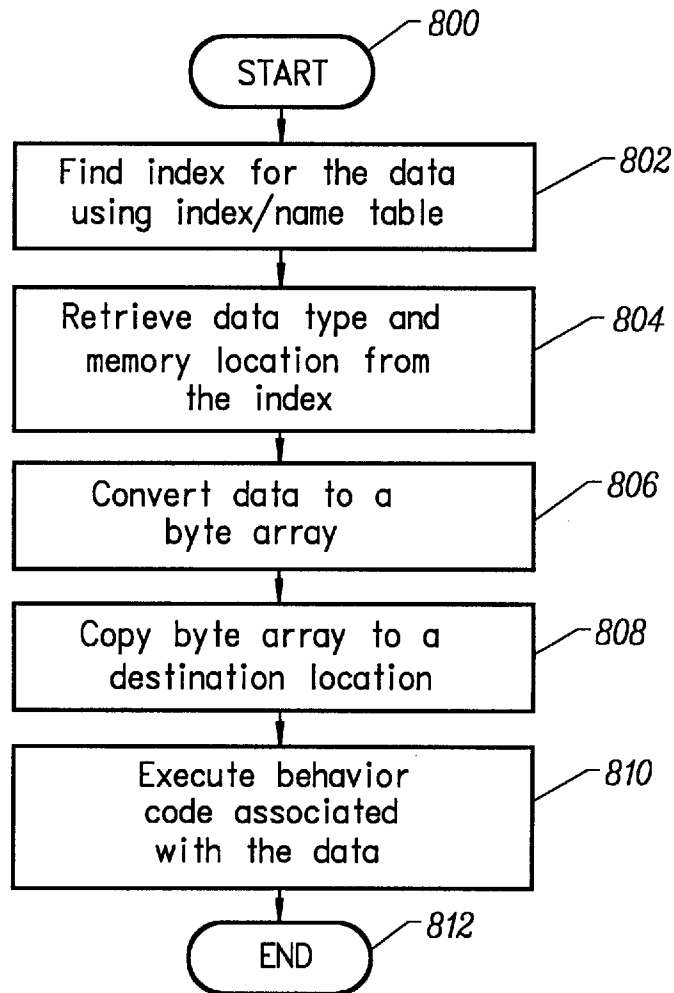 800
START
802
Find index for the data
using index/name table
804
Retrieve data type and
memory location from
the index
806
Convert data to a
byte array
808
Copy byte array to a
destination location
810
Execute behavior
code associated
with the data
812
END